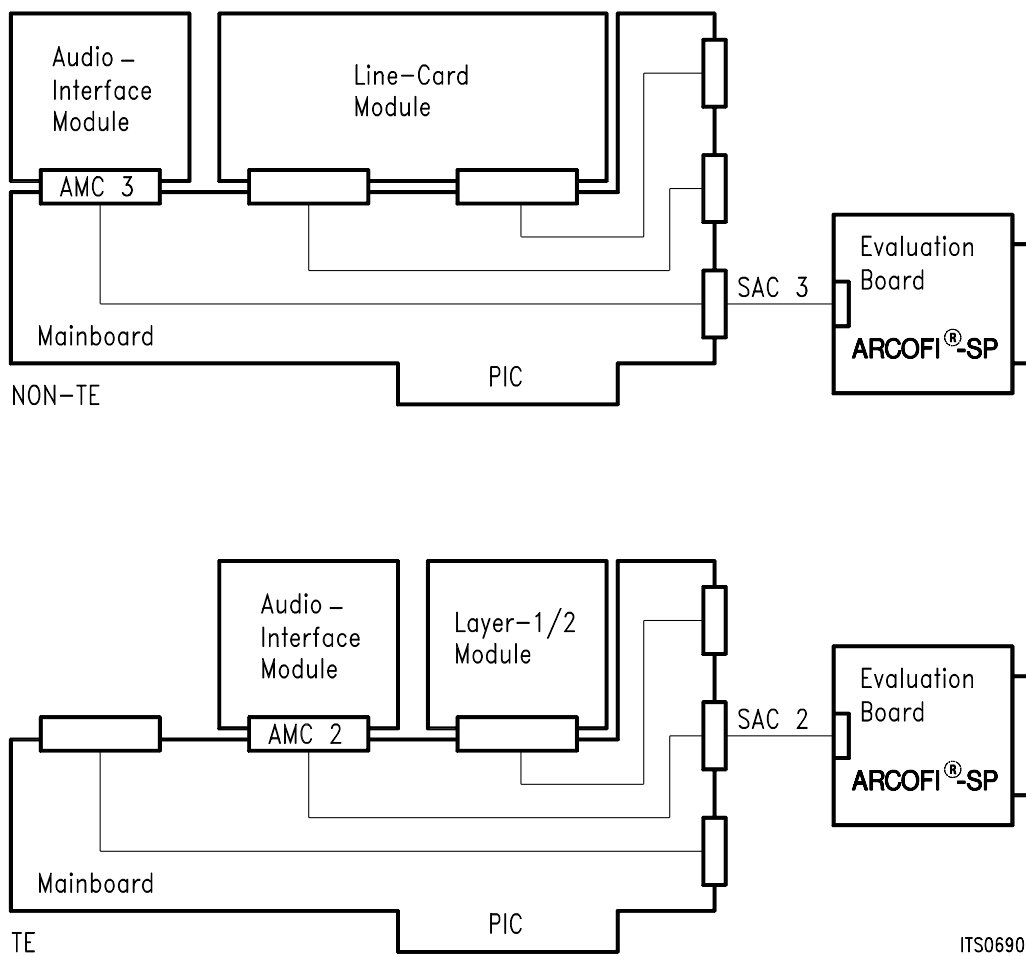 Audio –
Interface
Module
Line–Card
Module
AMC 3
SAC 3
Evaluation
Board
ARCOFI®-SP
Mainboard
PIC
NON–TE
Audio –
Interface
Module
Layer–1/2
Module
AMC 2
SAC 2
Evaluation
Board
ARCOFI®-SP
Mainboard
PIC
TE
ITS0690